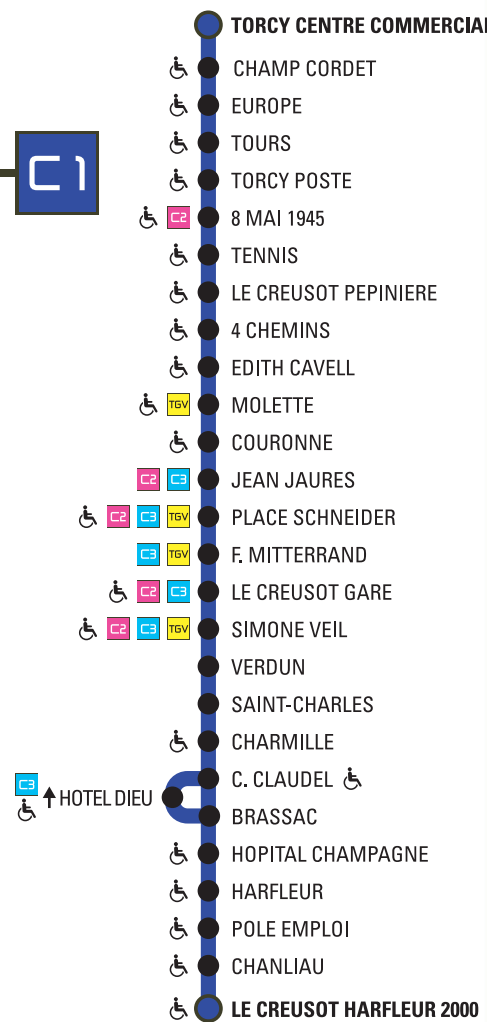 TORCY CENTRE COMMERCIAL
CHAMP CORDET
EUROPE
C1
TOURS
TORCY POSTE
C2 8 MAI 1945
TENNIS
LE CREUSOT PEPINIERE
4 CHEMINS
EDITH CAVELL
TGV MOLETTE
COURONNE
C2 C3 JEAN JAURES
C2 C3 TGV PLACE SCHNEIDER
C3 TGV F. MITTERRAND
C2 C3 LE CREUSOT GARE
C2 C3 TGV SIMONE VEIL
VERDUN
SAINT-CHARLES
CHARMILLE
C. CLAUDEL
C3 HOTEL DIEU
BRASSAC
HOPITAL CHAMPAGNE
HARFLEUR
POLE EMPLOI
CHANLIAU
LE CREUSOT HARFLEUR 2000